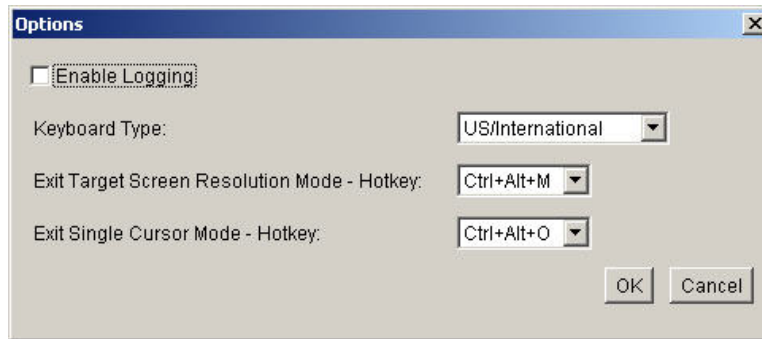 Options
Enable Logging
Keyboard Type: US/International
Exit Target Screen Resolution Mode - Hotkey: Ctrl+Alt+M
Exit Single Cursor Mode - Hotkey: Ctrl+Alt+O
OK Cancel